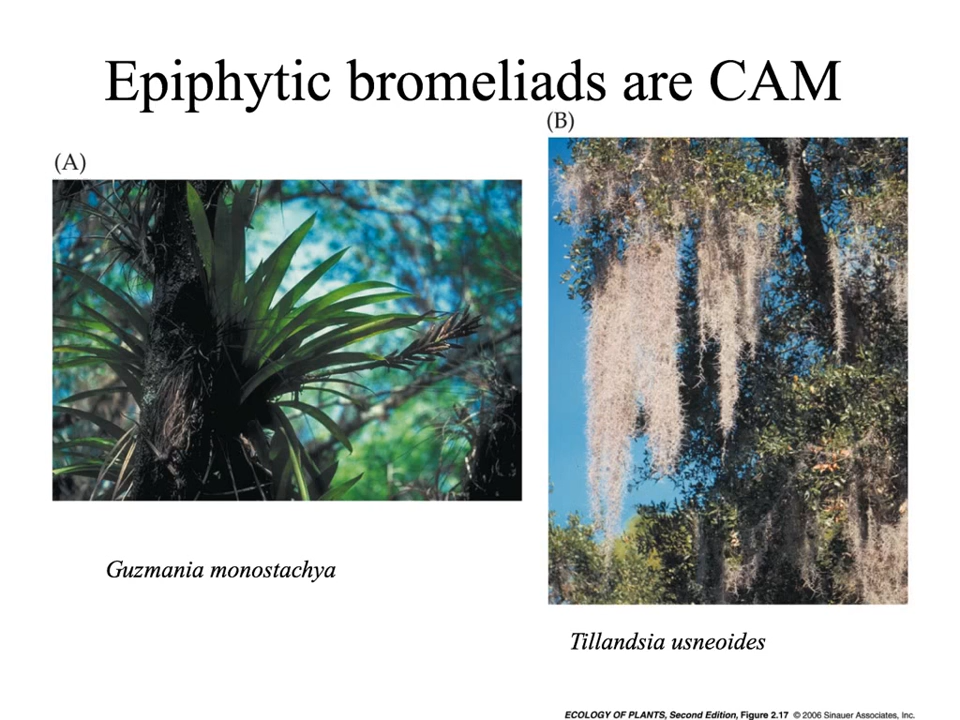 Epiphytic bromeliads are CAM
(A)
(B)
Guzmania monostachya
Tillandsia usneoides
ECOLOGY OF PLANTS, Second Edition, Figure 2.17 © 2006 Sinauer Associates, Inc.